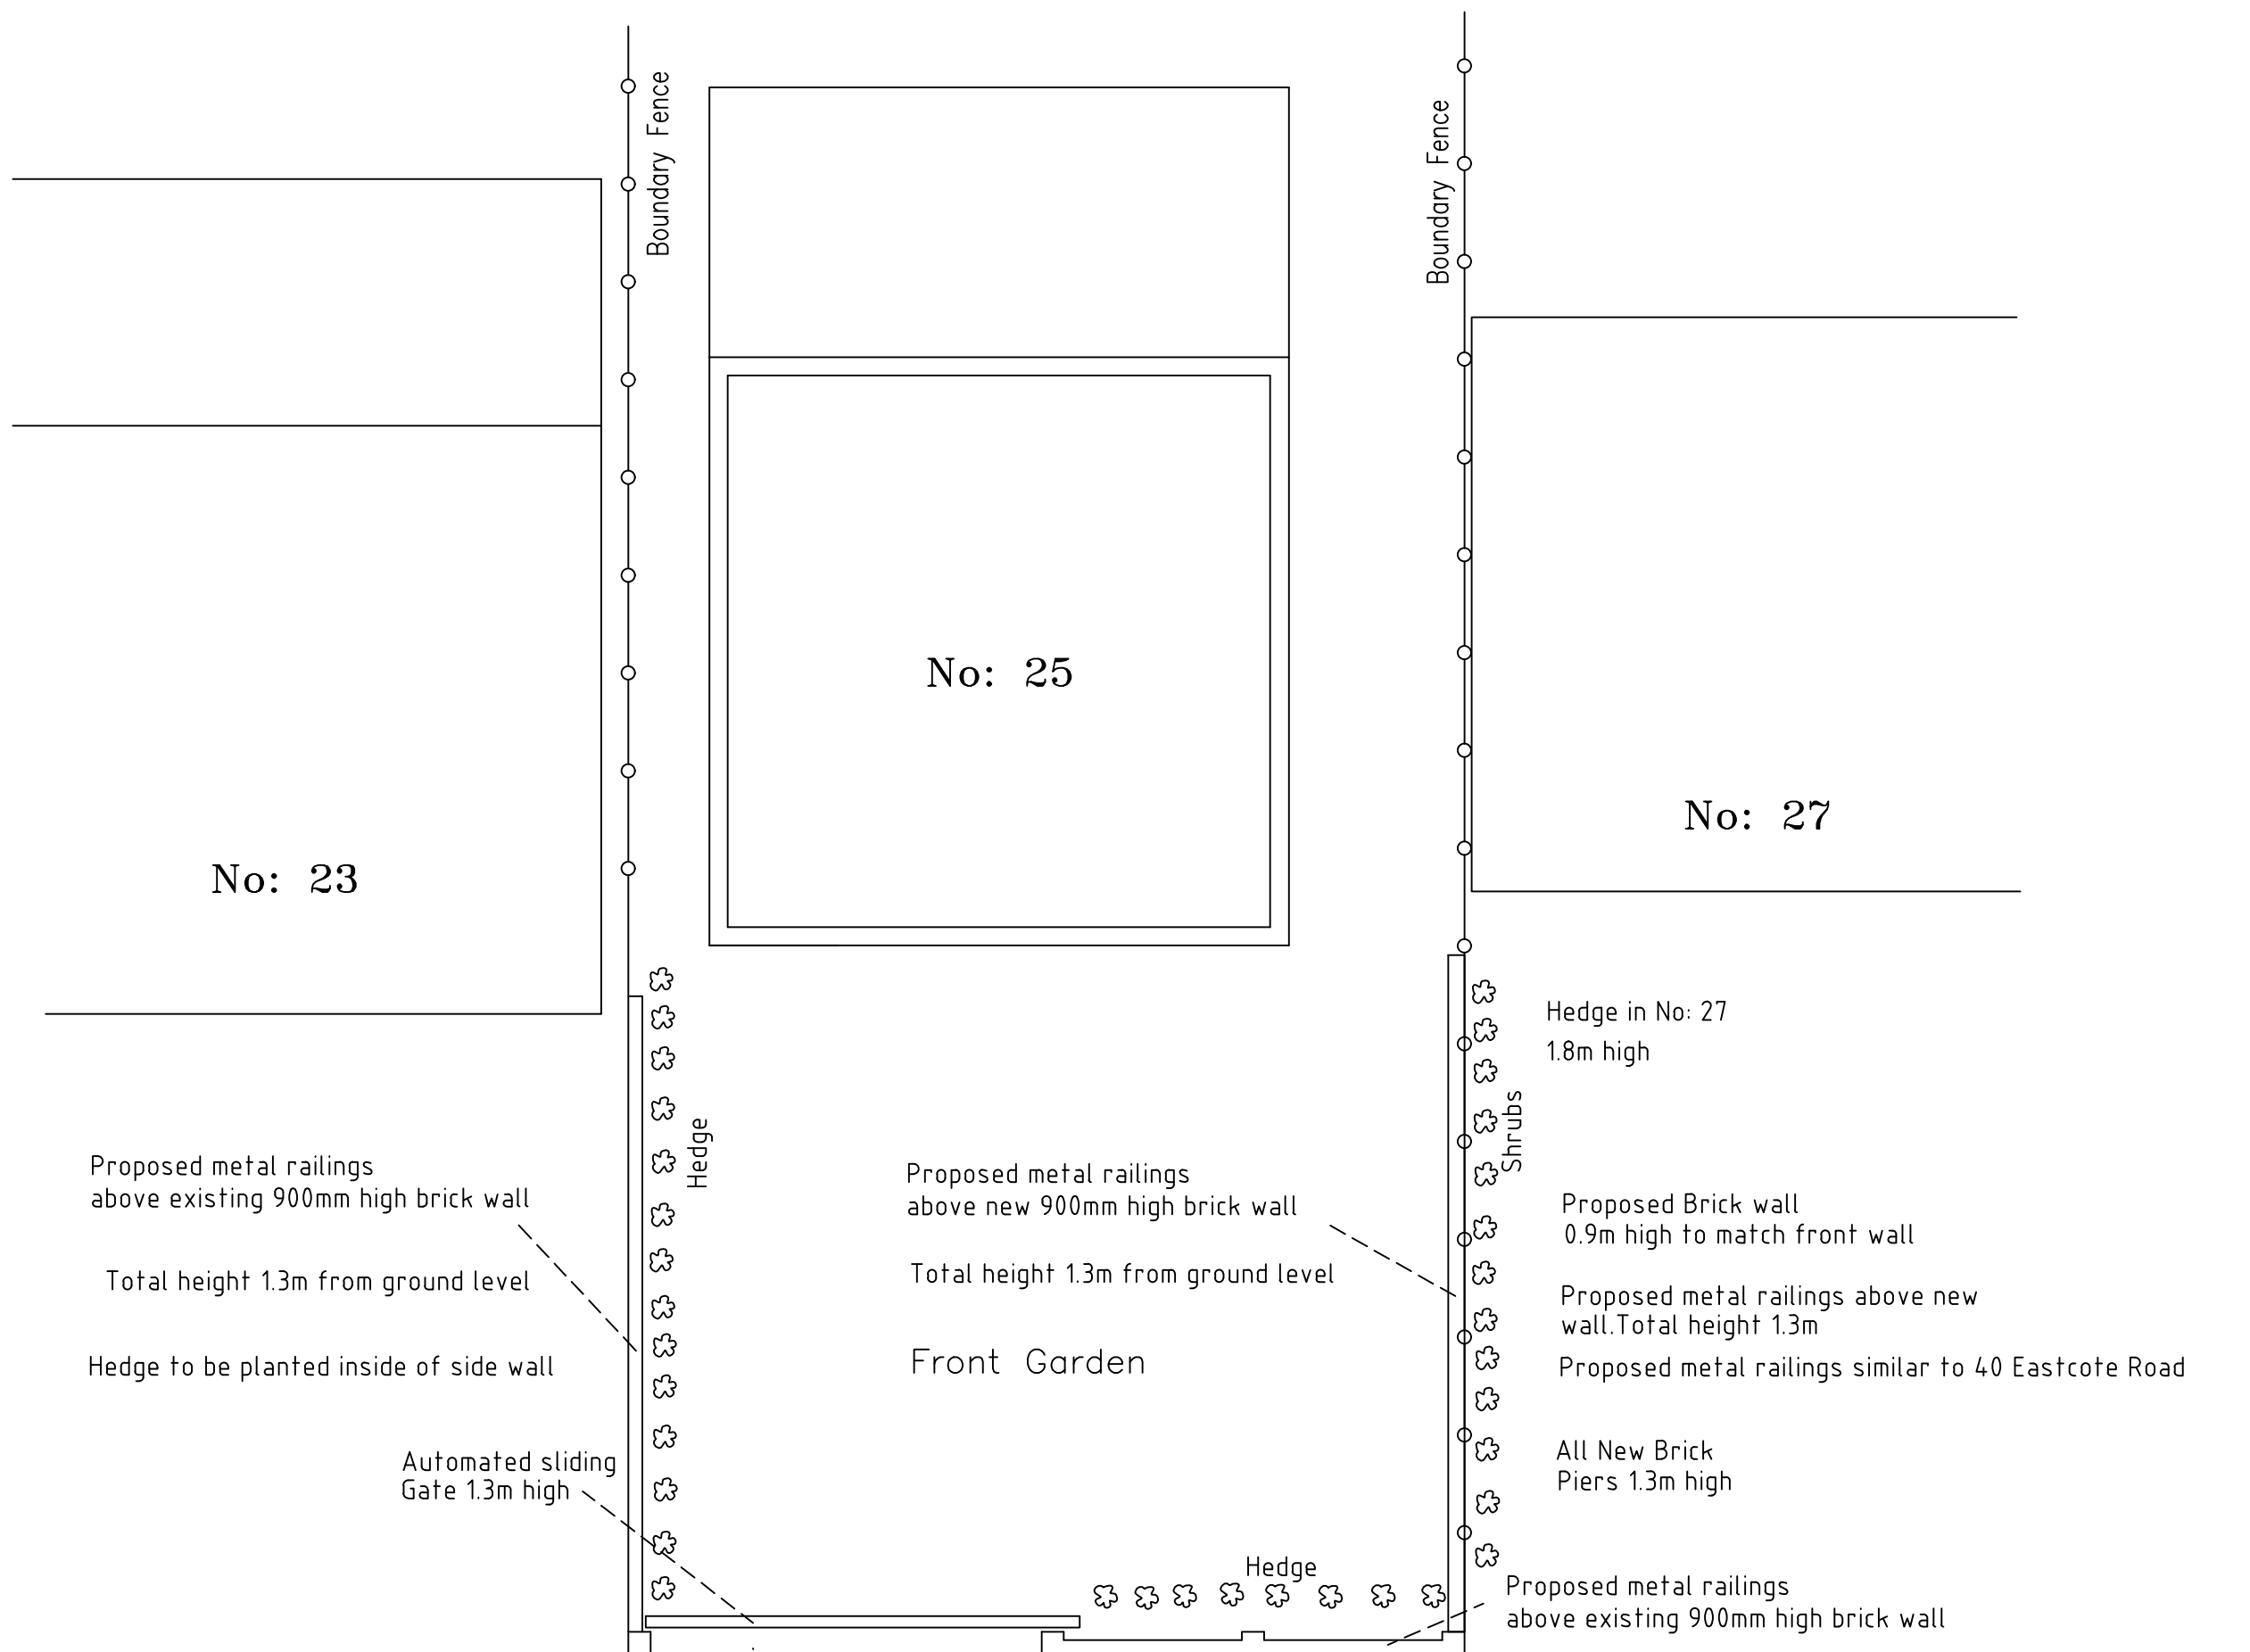 Boundary Fence
Boundary Fence
No: 25
No: 27
No: 23
Hedge in No: 27
1.8m high
Shrubs
Hedge
Proposed metal railings
above existing 900mm high brick wall
Total height 1.3m from ground level
Hedge to be planted inside of side wall
Proposed metal railings
above new 900mm high brick wall
Total height 1.3m from ground level
Front Garden
Proposed Brick wall
0.9m high to match front wall
Proposed metal railings above new
wall.Total height 1.3m
Proposed metal railings similar to 40 Eastcote Road
All New Brick
Piers 1.3m high
Automated sliding
Gate 1.3m high
Hedge
Proposed metal railings
above existing 900mm high brick wall